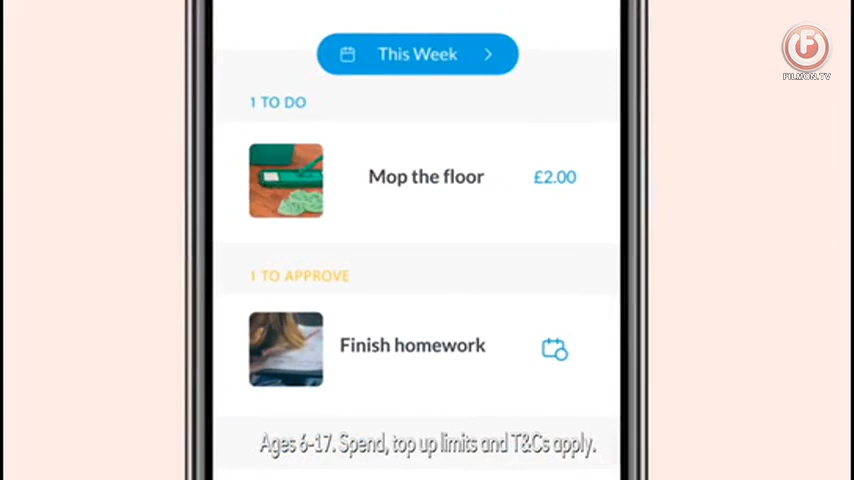 This Week
1 TO DO
Mop the floor
£2.00
1 TO APPROVE
Finish homework
Ages 6-17. Spend, top up limits and T&Cs apply.
FILMON.TV